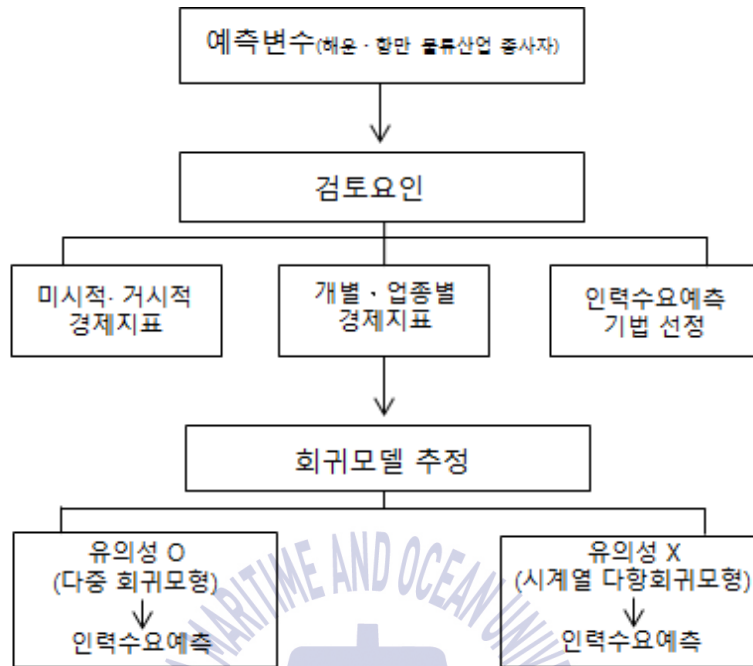 예측변수(해운·항만 물류산업 종사자)
검토요인
미시적·거시적
경제지표
개별·업종별
경제지표
인력수요예측
기법 선정
회귀모델 추정
유의성 O
(다중 회귀모형)
인력수요예측
유의성 X
(시계열 다항회귀모형)
인력수요예측
MARITIME AND OCEAN UNI